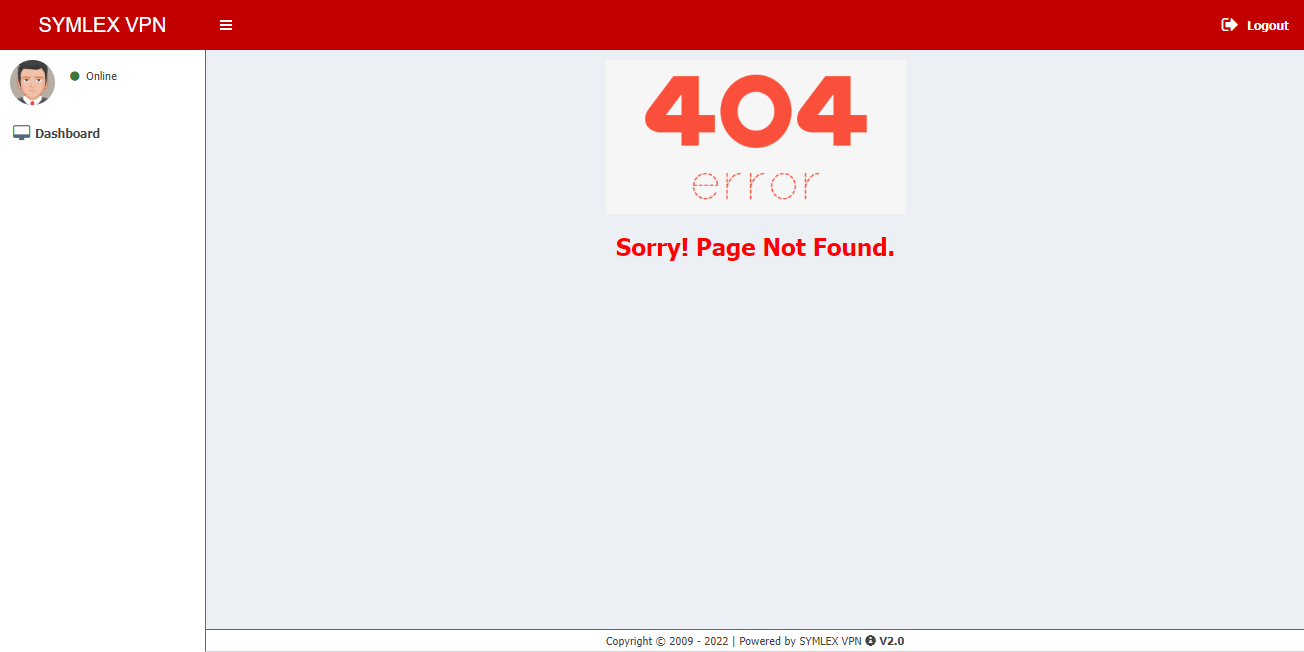 SYMLEX VPN
Logout
Online
Dashboard
404
error
Sorry! Page Not Found.
Copyright © 2009 - 2022 | Powered by SYMLEX VPN V2.0